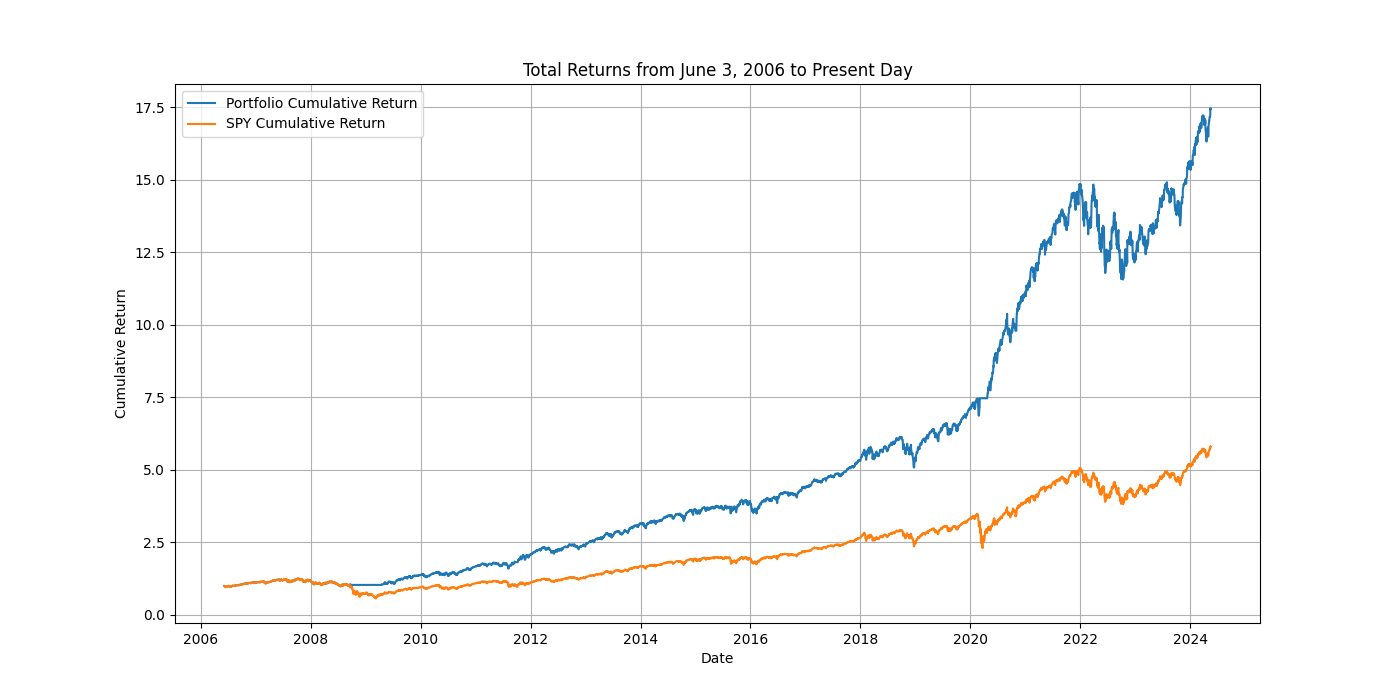 Total Returns from June 3, 2006 to Present Day
Portfolio Cumulative Return
SPY Cumulative Return
17.5
15.0
12.5
10.0
7.5
5.0
2.5
0.0
Cumulative Return
2006 2008 2010 2012 2014 2016 2018 2020 2022 2024
Date